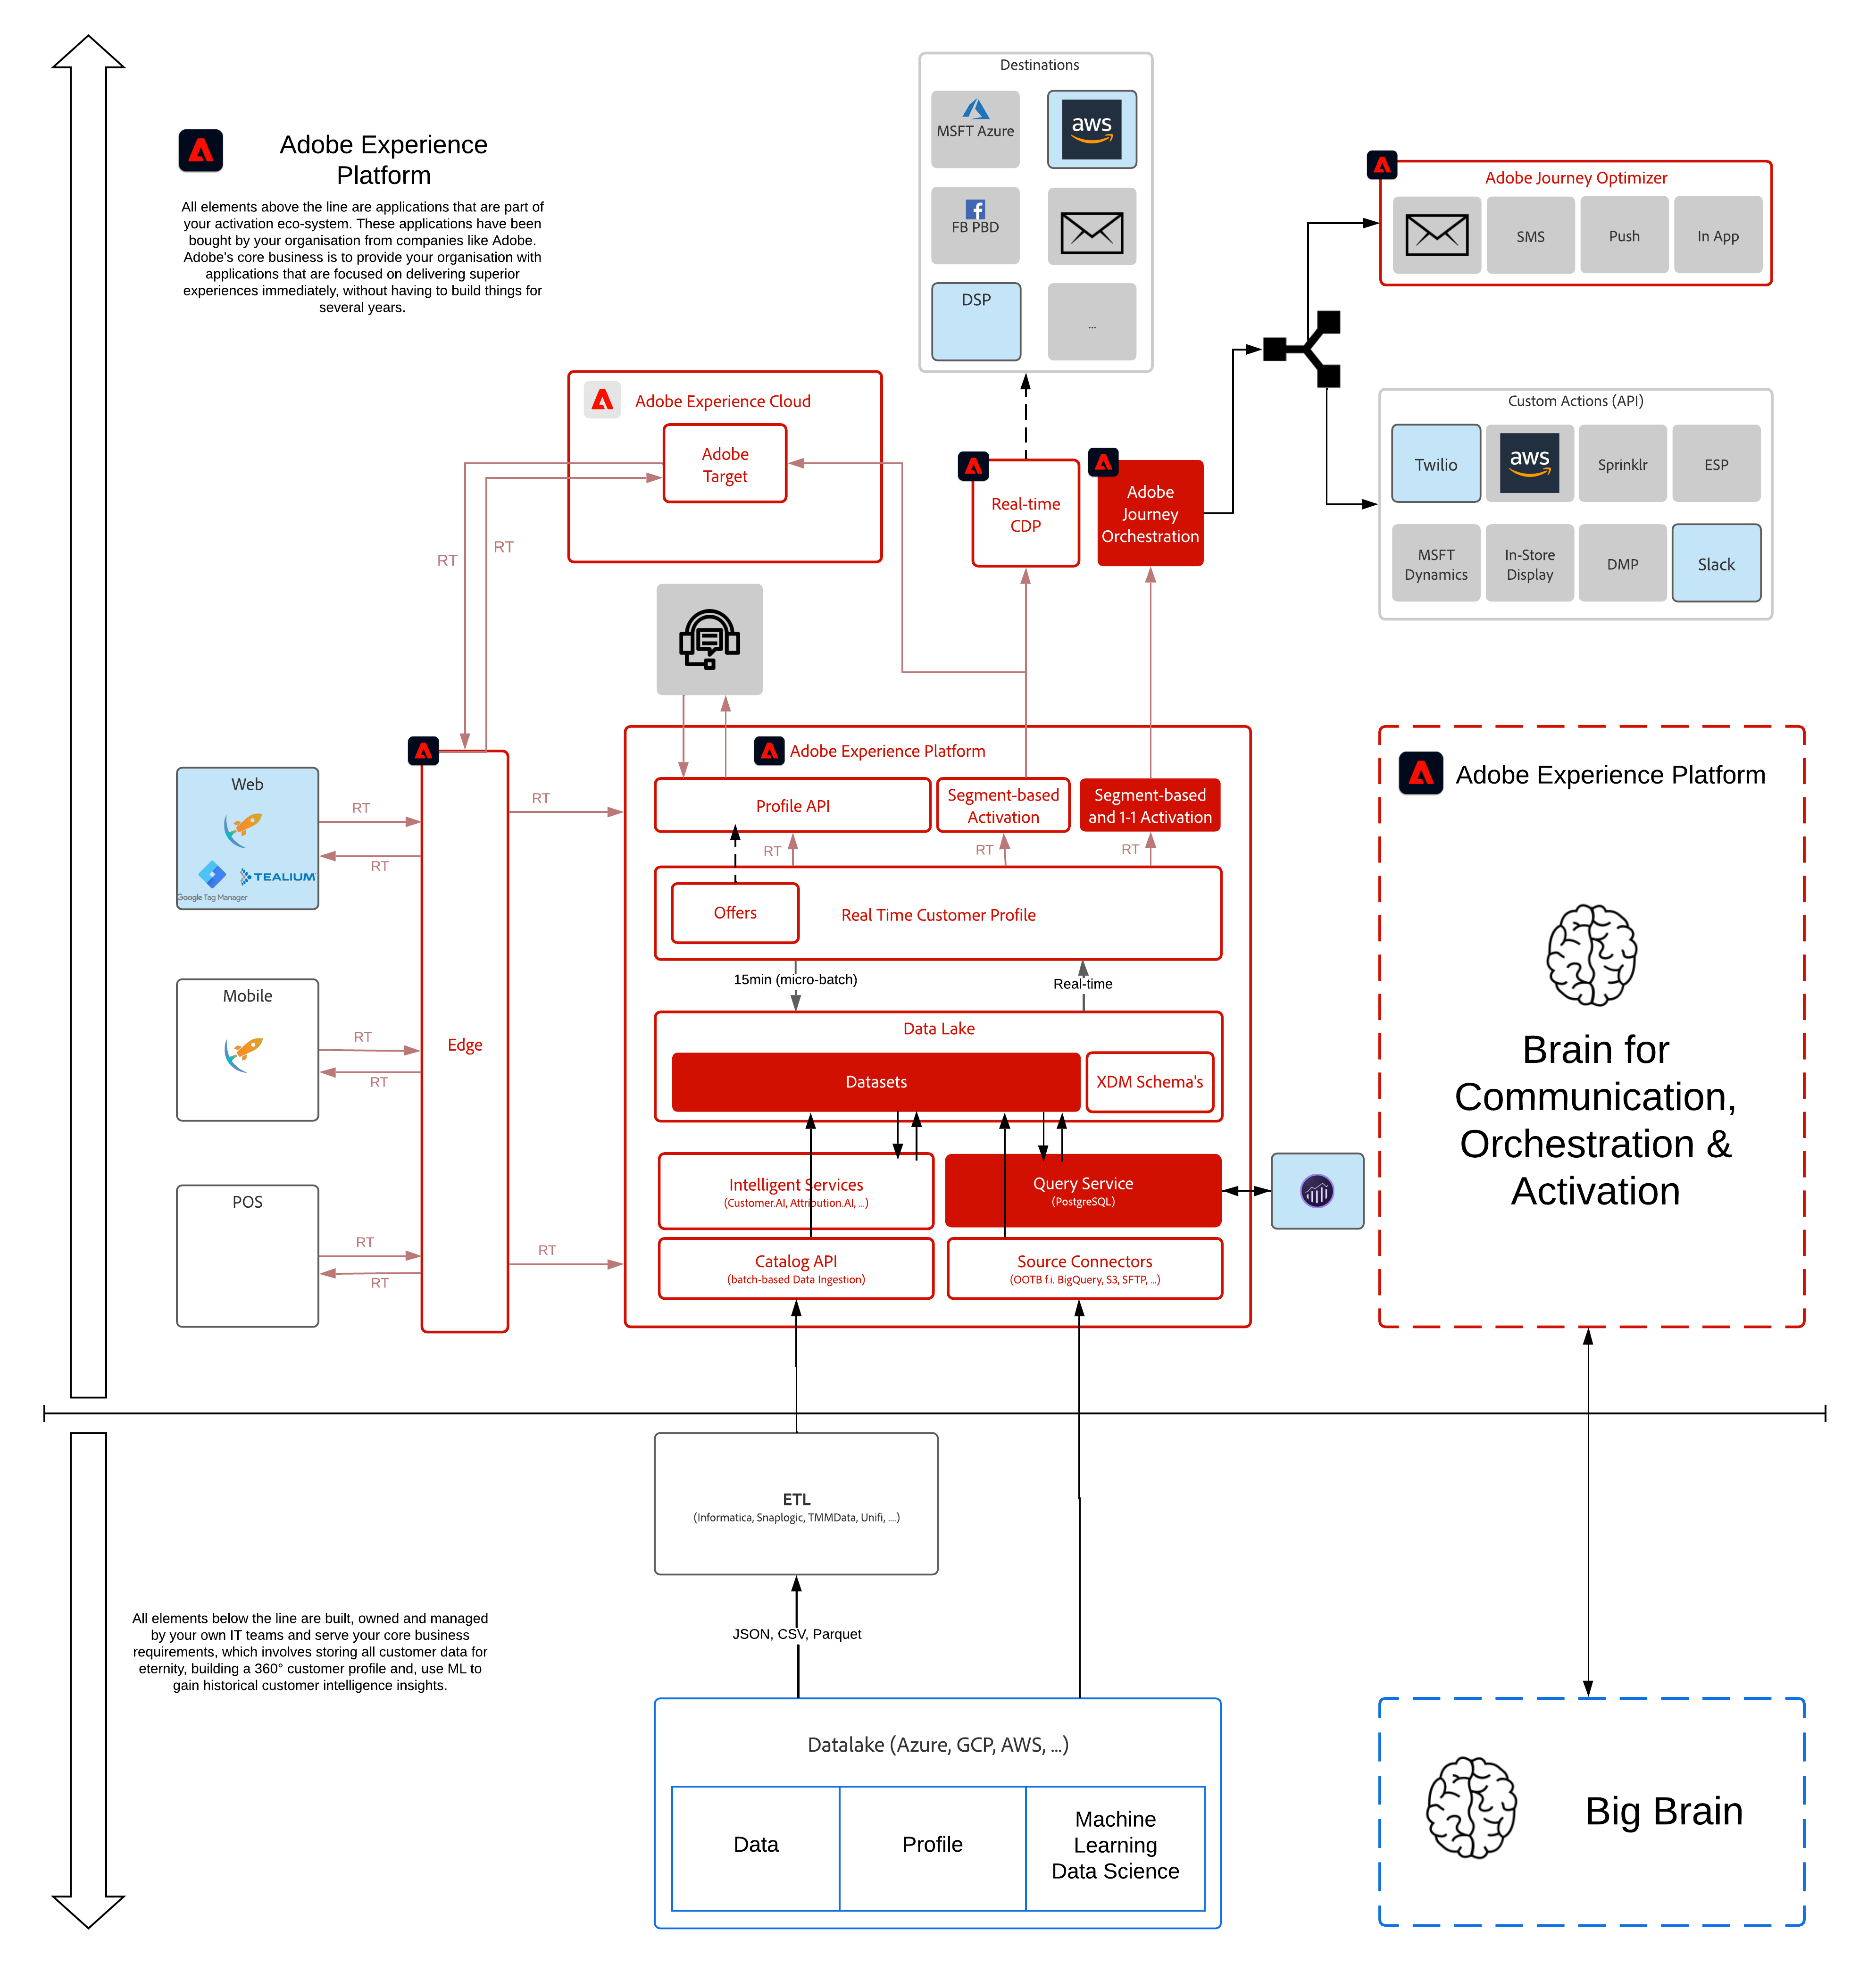 Destinations
MSFT Azure
aws
FB PBD
DSP
...
Adobe Experience
Platform
All elements above the line are applications that are part of
your activation eco-system. These applications have been
bought by your organisation from companies like Adobe.
Adobe's core business is to provide your organisation with
applications that are focused on delivering superior
experiences immediately, without having to build things for
several years.
Adobe Journey Optimizer
SMS
Push
In App
Adobe Experience Cloud
Adobe
Target
Real-time
CDP
Adobe
Journey
Orchestration
Custom Actions (API)
Twilio
aws
Sprinklr
ESP
MSFT
Dynamics
In-Store
Display
DMP
Slack
RT
RT
Web
Google Tag Manager
TEALIUM
RT
RT
Mobile
RT
RT
POS
RT
RT
Edge
RT
RT
Adobe Experience Platform
Profile API
Segment-based
Activation
Segment-based
and 1-1 Activation
RT
RT
RT
Offers
Real Time Customer Profile
15min (micro-batch)
Real-time
Data Lake
Datasets
XDM Schema's
Intelligent Services
(Customer.AI, Attribution.AI, ...)
Query Service
(PostgreSQL)
Catalog API
(batch-based Data Ingestion)
Source Connectors
(OOTB f.i. BigQuery, S3, SFTP, ...)
Adobe Experience Platform
Brain for
Communication,
Orchestration &
Activation
ETL
(Informatica, Snaplogic, TMMData, Unifi, ....)
All elements below the line are built, owned and managed
by your own IT teams and serve your core business
requirements, which involves storing all customer data for
eternity, building a 360° customer profile and, use ML to
gain historical customer intelligence insights.
JSON, CSV, Parquet
Datalake (Azure, GCP, AWS, ...)
Data
Profile
Machine
Learning
Data Science
Big Brain